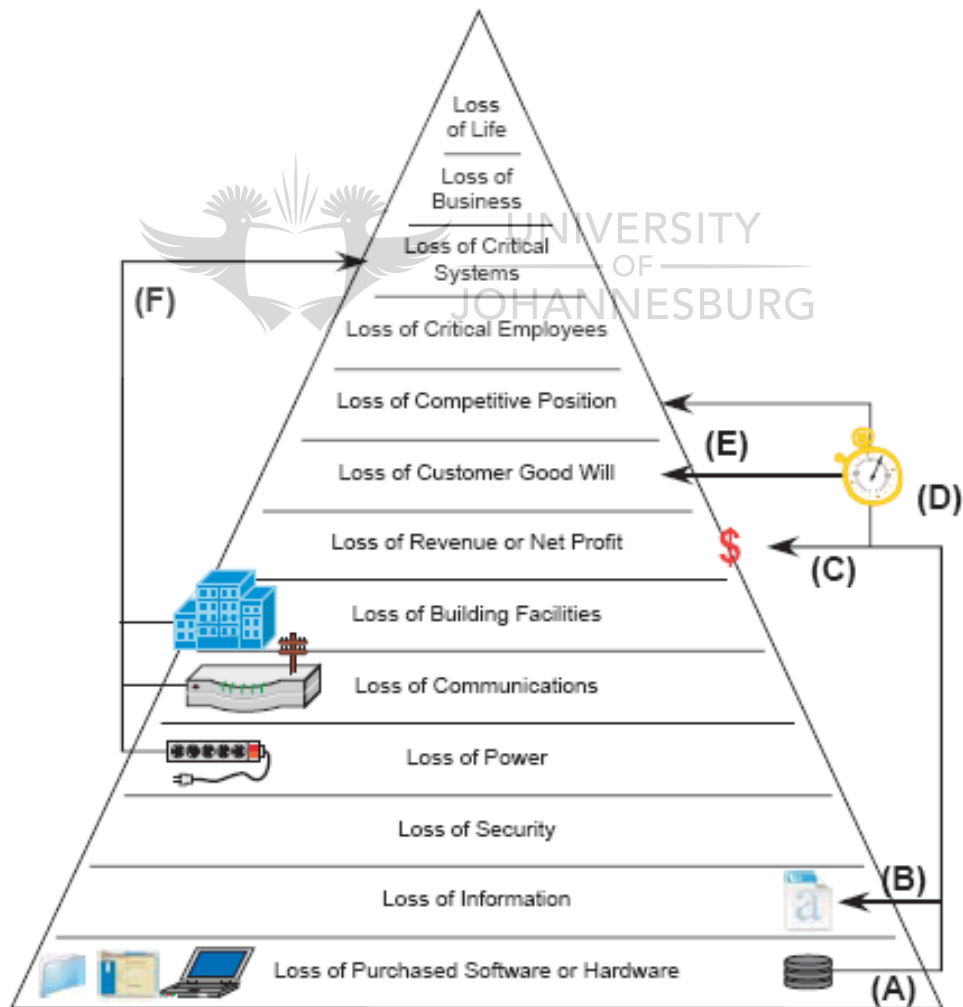 Loss
of Life
Loss of
Business
UNIVERSITY
OF
JOHANNESBURG
Loss of Critical
Systems
(F)
Loss of Critical Employees
Loss of Competitive Position
(E)
Loss of Customer Good Will
(D)
Loss of Revenue or Net Profit
$
(C)
Loss of Building Facilities
Loss of Communications
Loss of Power
Loss of Security
Loss of Information
a
(B)
Loss of Purchased Software or Hardware
(A)